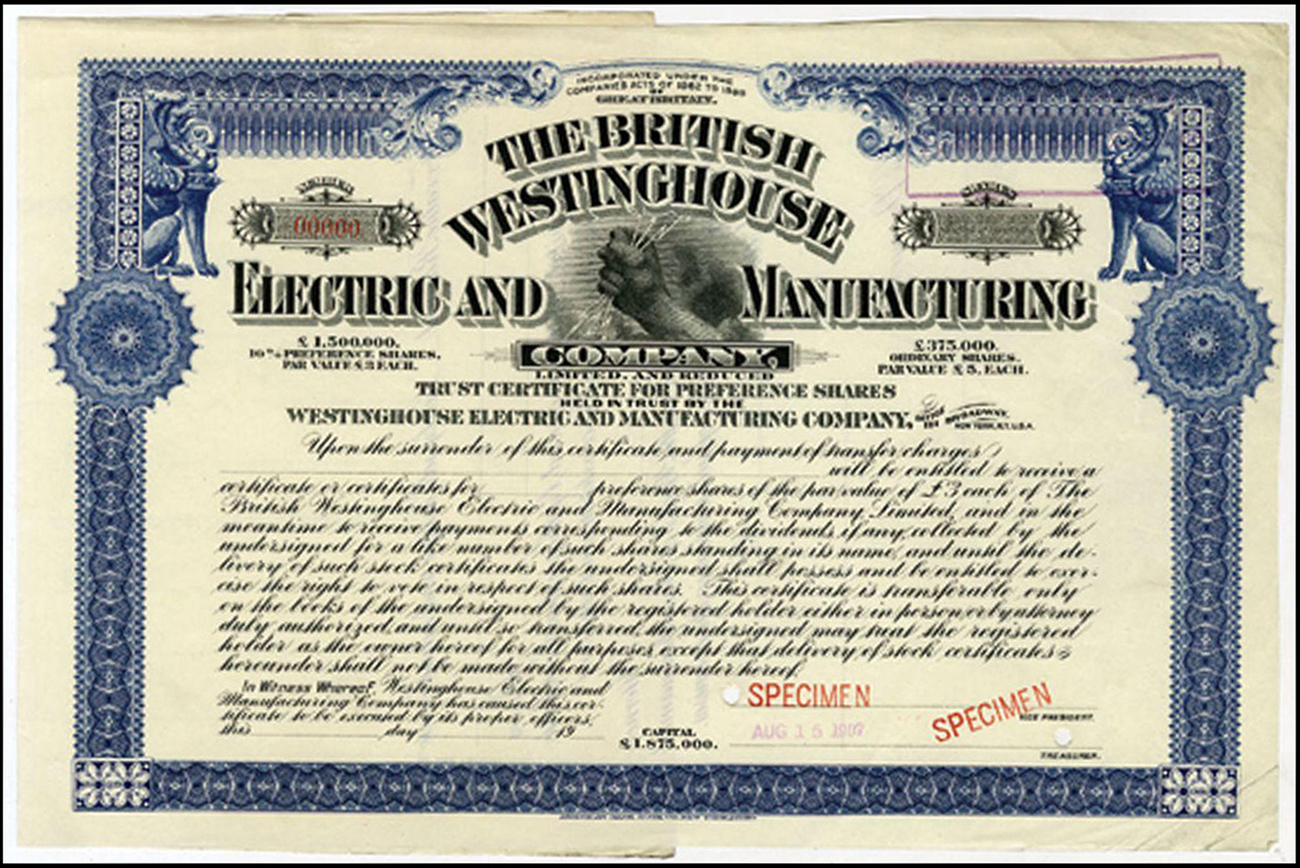 INCORPORATED UNDER THE
COMPANIES ACTS OF 1862 TO
OF
GREAT BRITAIN.
THE BRITISH
WESTINGHOUSE
NUMBER
00000
SHARES
ELECTRIC AND MANUFACTURING
COMPANY,
LIMITED, AND REDUCED
£1,500,000.
10% PREFERENCE SHARES.
PAR VALUE £3 EACH.
£375,000.
ORDINARY SHARES.
PAR VALUE £5, EACH.
TRUST CERTIFICATE FOR PREFERENCE SHARES
HELD IN TRUST BY THE
WESTINGHOUSE ELECTRIC AND MANUFACTURING COMPANY, OFFICE 111 BROADWAY, NEW YORK, N.Y., U.S.A.
Upon the surrender of this certificate and payment of transfer charges
will be entitled to receive a
certificate or certificates for preference shares of the par value of £3 each of The
British Westinghouse Electric and Manufacturing Company, Limited, and in the
meantime to receive payments corresponding to the dividends, if any, collected by the
undersigned for a like number of such shares standing in its name, and until the de-
livery of such stock certificates the undersigned shall possess and be entitled to exer-
cise the right to vote in respect of such shares. This certificate is transferable only
on the books of the undersigned by the registered holder either in person or by attorney
duly authorized, and until so transferred, the undersigned may treat the registered
holder as the owner hereof for all purposes except that delivery of stock certificates
hereunder shall not be made without the surrender hereof.
In Witness Whereof, Westinghouse Electric and
Manufacturing Company has caused this cer-
tificate to be executed by its proper officers,
this day 19
CAPITAL
£1,875,000.
SPECIMEN
AUG 15 1907
SPECIMEN
VICE PRESIDENT.
TREASURER.